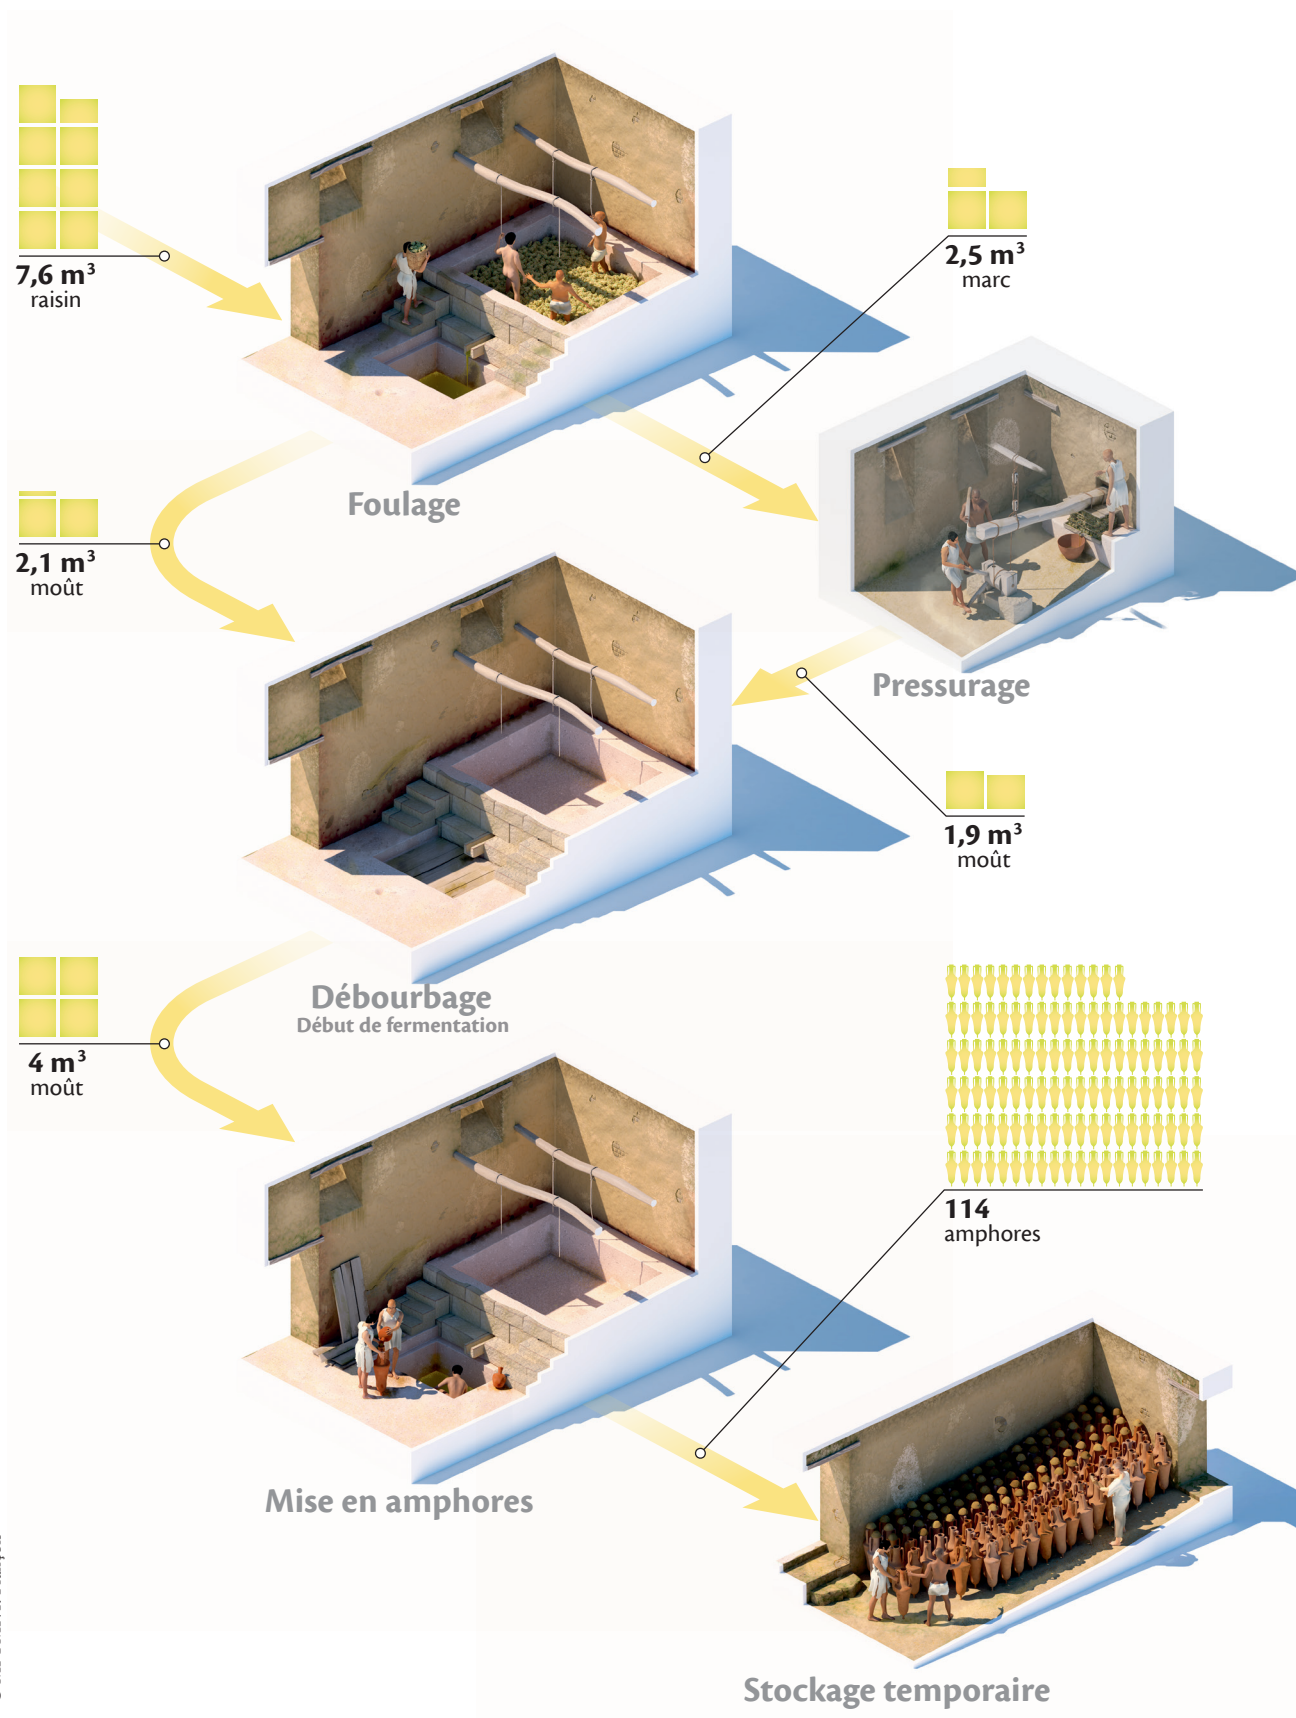 7,6 m³
raisin
2,5 m³
marc
Foulage
2,1 m³
moût
Pressurage
1,9 m³
moût
Débourbage
Début de fermentation
4 m³
moût
114
amphores
Mise en amphores
Stockage temporaire